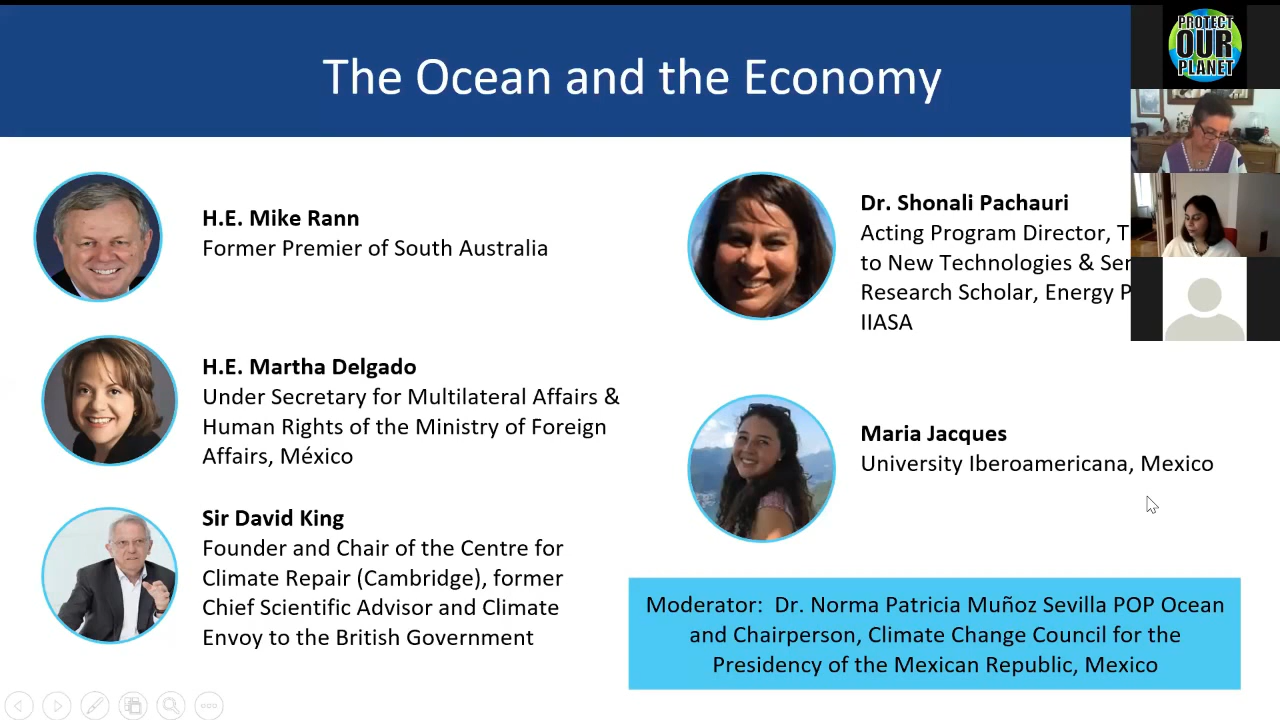 The Ocean and the Economy
PROTECT
OUR
PLANET
H.E. Mike Rann
Former Premier of South Australia
H.E. Martha Delgado
Under Secretary for Multilateral Affairs &
Human Rights of the Ministry of Foreign
Affairs, México
Sir David King
Founder and Chair of the Centre for
Climate Repair (Cambridge), former
Chief Scientific Advisor and Climate
Envoy to the British Government
Dr. Shonali Pachauri
Acting Program Director,
to New Technologies &
Research Scholar, Energy
IIASA
Maria Jacques
University Iberoamericana, Mexico
Moderator: Dr. Norma Patricia Muñoz Sevilla POP Ocean
and Chairperson, Climate Change Council for the
Presidency of the Mexican Republic, Mexico